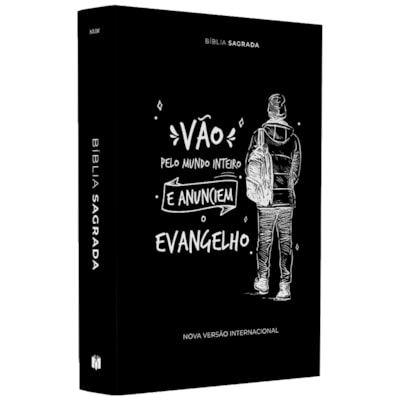 BÍBLIA SAGRADA
BÍBLIA SAGRADA
VÃO
PELO MUNDO INTEIRO
E ANUNCIEM
O
EVANGELHO
NOVA VERSÃO INTERNACIONAL